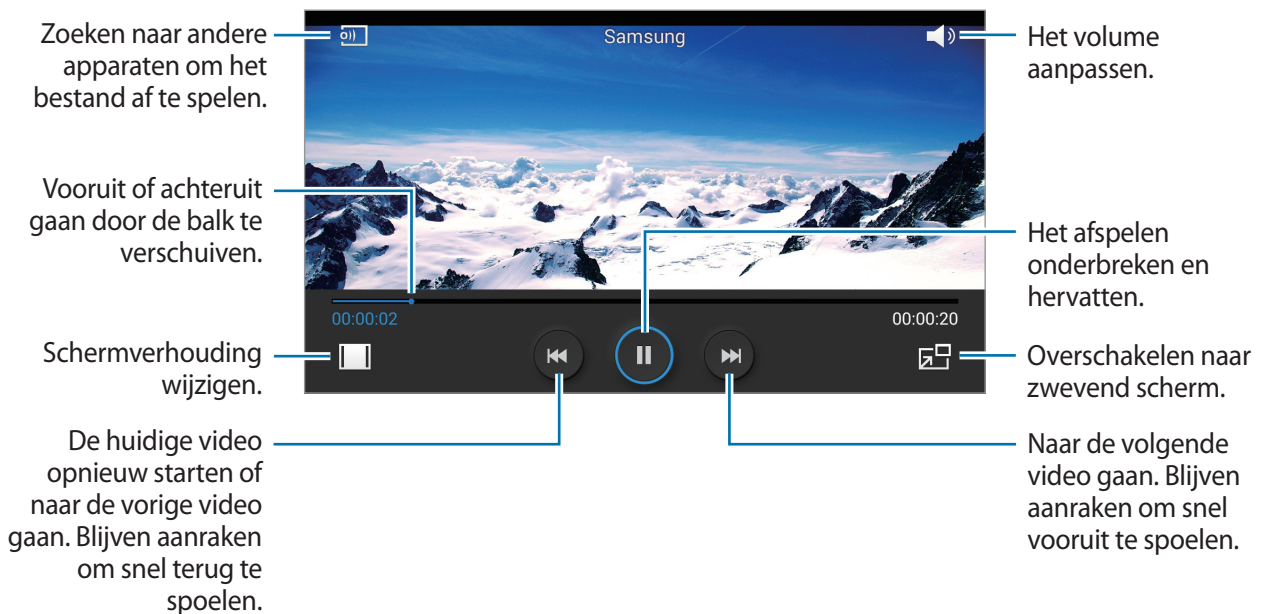 Zoeken naar andere
apparaten om het
bestand af te spelen.
Samsung
Het volume
aanpassen.
Vooruit of achteruit
gaan door de balk te
verschuiven.
Het afspelen
onderbreken en
hervatten.
00:00:02
00:00:20
Schermverhouding
wijzigen.
Overschakelen naar
zwevend scherm.
De huidige video
opnieuw starten of
naar de vorige video
gaan. Blijven aanraken
om snel terug te
spoelen.
Naar de volgende
video gaan. Blijven
aanraken om snel
vooruit te spoelen.